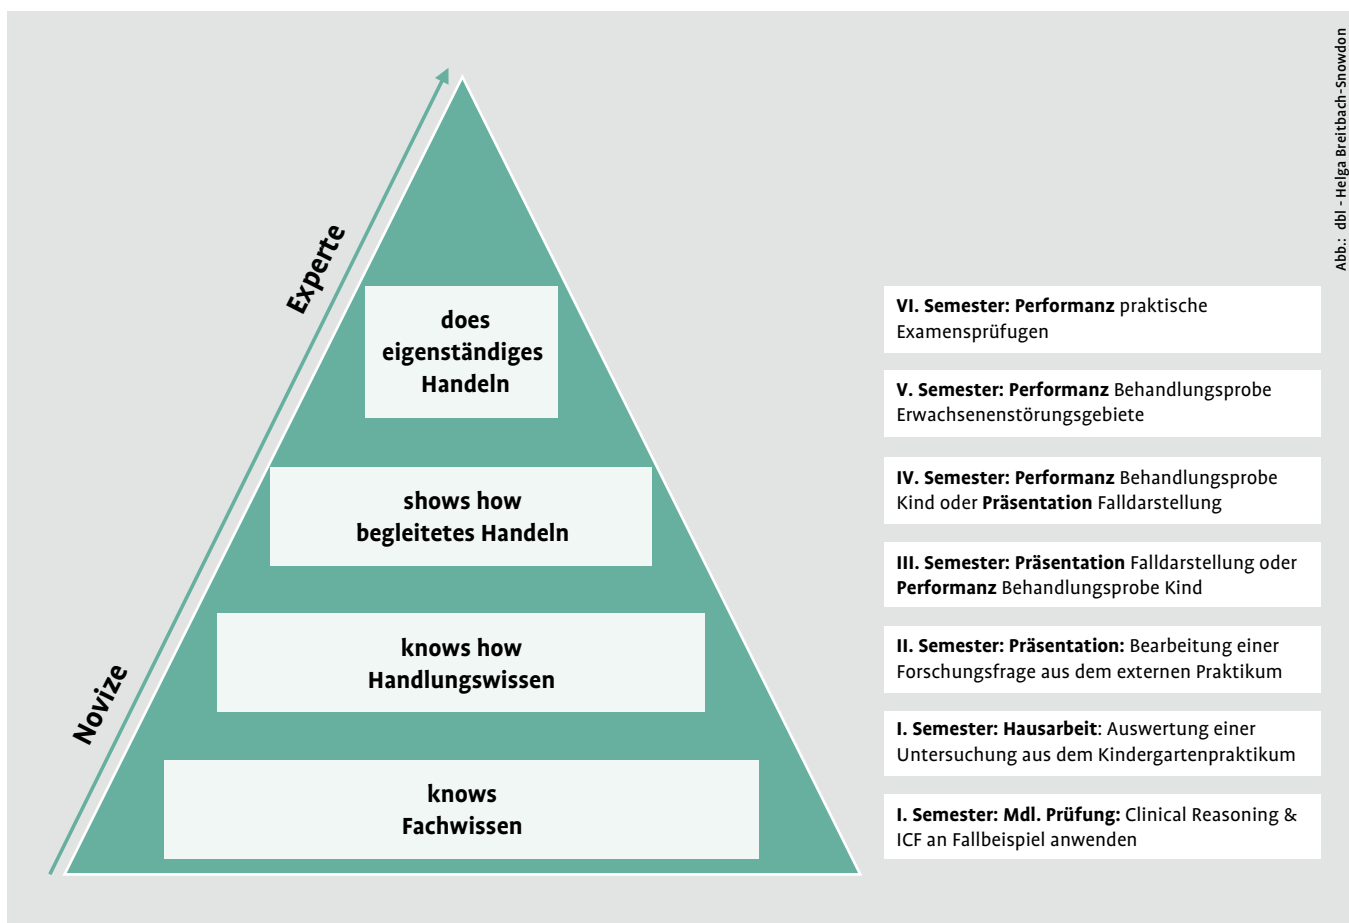 Abb.: dbl - Helga Breitbach-Snowdon
Experte
Novize
does
eigenständiges
Handeln
shows how
begleitetes Handeln
knows how
Handlungswissen
knows
Fachwissen
VI. Semester: Performanz praktische
Examensprüfugen
V. Semester: Performanz Behandlungsprobe
Erwachsenenstörungsgebiete
IV. Semester: Performanz Behandlungsprobe
Kind oder Präsentation Falldarstellung
III. Semester: Präsentation Falldarstellung oder
Performanz Behandlungsprobe Kind
II. Semester: Präsentation: Bearbeitung einer
Forschungsfrage aus dem externen Praktikum
I. Semester: Hausarbeit: Auswertung einer
Untersuchung aus dem Kindergartenpraktikum
I. Semester: Mdl. Prüfung: Clinical Reasoning &
ICF an Fallbeispiel anwenden